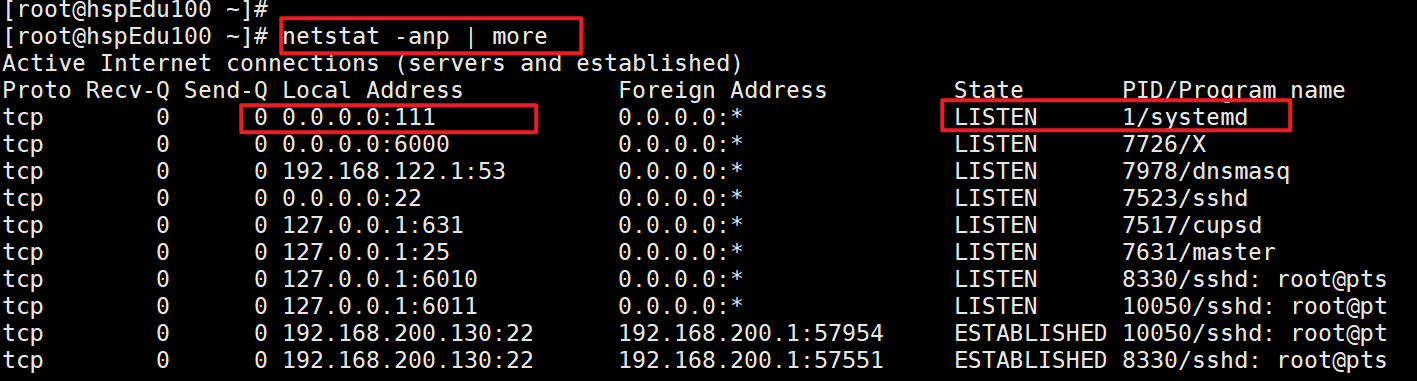 [root@hspEdu100 ~]#
[root@hspEdu100 ~]# netstat -anp | more
Active Internet connections (servers and established)
Proto Recv-Q Send-Q Local Address           Foreign Address         State       PID/Program name
tcp        0      0 0.0.0.0:111             0.0.0.0:*               LISTEN      1/systemd
tcp        0      0 0.0.0.0:6000            0.0.0.0:*               LISTEN      7726/X
tcp        0      0 192.168.122.1:53        0.0.0.0:*               LISTEN      7978/dnsmasq
tcp        0      0 0.0.0.0:22              0.0.0.0:*               LISTEN      7523/sshd
tcp        0      0 127.0.0.1:631           0.0.0.0:*               LISTEN      7517/cupsd
tcp        0      0 127.0.0.1:25            0.0.0.0:*               LISTEN      7631/master
tcp        0      0 127.0.0.1:6010          0.0.0.0:*               LISTEN      8330/sshd: root@pts
tcp        0      0 127.0.0.1:6011          0.0.0.0:*               LISTEN      10050/sshd: root@pt
tcp        0      0 192.168.200.130:22      192.168.200.1:57954     ESTABLISHED 10050/sshd: root@pt
tcp        0      0 192.168.200.130:22      192.168.200.1:57551     ESTABLISHED 8330/sshd: root@pts